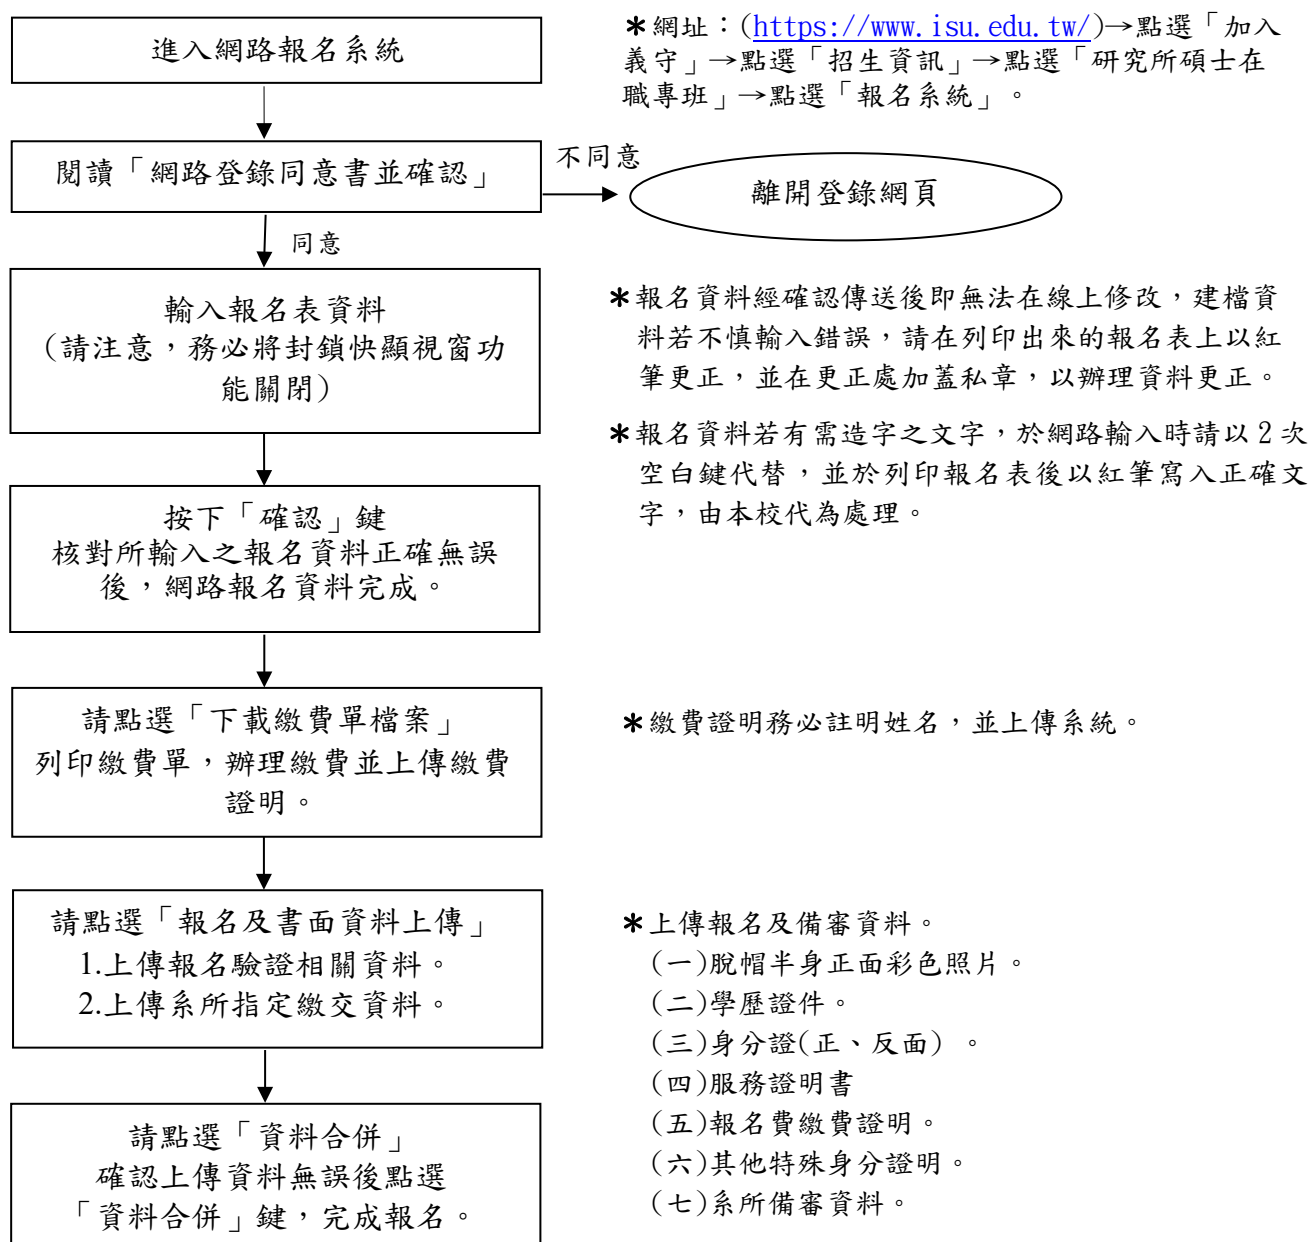 進入網路報名系統
＊網址：(https://www.isu.edu.tw/)→點選「加入
義守」→點選「招生資訊」→點選「研究所碩士在
職專班」→點選「報名系統」。
閱讀「網路登錄同意書並確認」
不同意
離開登錄網頁
同意
輸入報名表資料
(請注意，務必將封鎖快顯視窗功
能關閉)
＊報名資料經確認傳送後即無法在線上修改，建檔資
料若不慎輸入錯誤，請在列印出來的報名表上以紅
筆更正，並在更正處加蓋私章，以辦理資料更正。
＊報名資料若有需造字之文字，於網路輸入時請以 2 次
空白鍵代替，並於列印報名表後以紅筆寫入正確文
字，由本校代為處理。
按下「確認」鍵
核對所輸入之報名資料正確無誤
後，網路報名資料完成。
請點選「下載繳費單檔案」
列印繳費單，辦理繳費並上傳繳費
證明。
＊繳費證明務必註明姓名，並上傳系統。
請點選「報名及書面資料上傳」
1.上傳報名驗證相關資料。
2.上傳系所指定繳交資料。
＊上傳報名及備審資料。
(一)脫帽半身正面彩色照片。
(二)學歷證件。
(三)身分證(正、反面) 。
(四)服務證明書
(五)報名費繳費證明。
(六)其他特殊身分證明。
(七)系所備審資料。
請點選「資料合併」
確認上傳資料無誤後點選
「資料合併」鍵，完成報名。